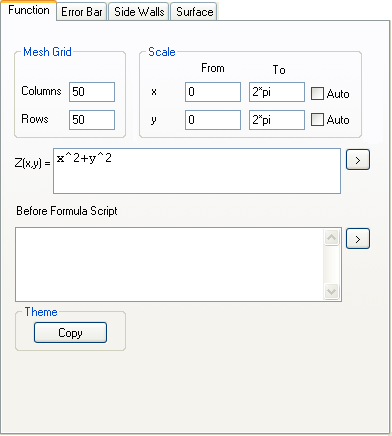 Function Error Bar Side Walls Surface
Mesh Grid Scale
From To
Columns 50 x 0 2*pi Auto
Rows 50 y 0 2*pi Auto
Z(x,y) = x^2+y^2 >
Before Formula Script
>
Theme
Copy